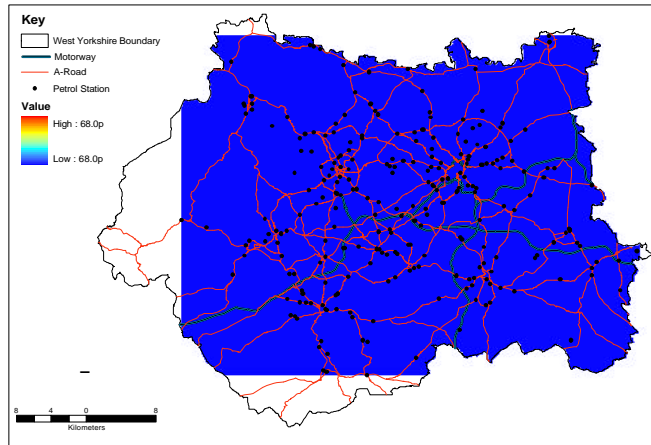 Key
West Yorkshire Boundary
Motorway
A-Road
Petrol Station
Value
High : 68.0p
Low : 68.0p
8 4 0 8
Kilometers